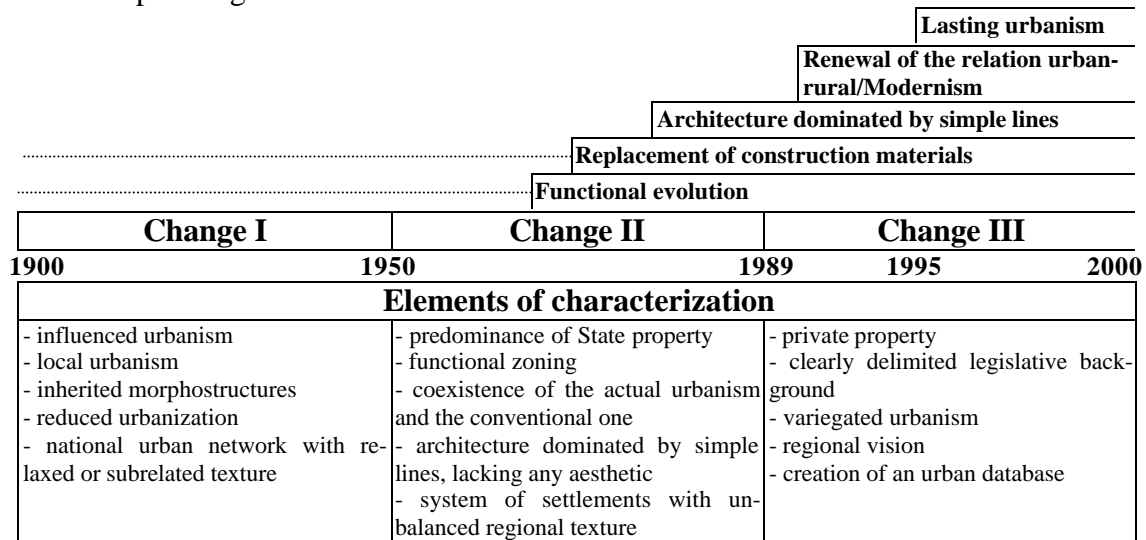 Lasting urbanism
Renewal of the relation urban-
rural/Modernism
Architecture dominated by simple lines
Replacement of construction materials
Functional evolution
Change I Change II Change III
1900 1950 1989 1995 2000
Elements of characterization
- influenced urbanism
- local urbanism
- inherited morphostructures
- reduced urbanization
- national urban network with re-
laxed or subrelated texture
- predominance of State property
- functional zoning
- coexistence of the actual urbanism
and the conventional one
- architecture dominated by simple
lines, lacking any aesthetic
- system of settlements with un-
balanced regional texture
- private property
- clearly delimited legislative back-
ground
- variegated urbanism
- regional vision
- creation of an urban database